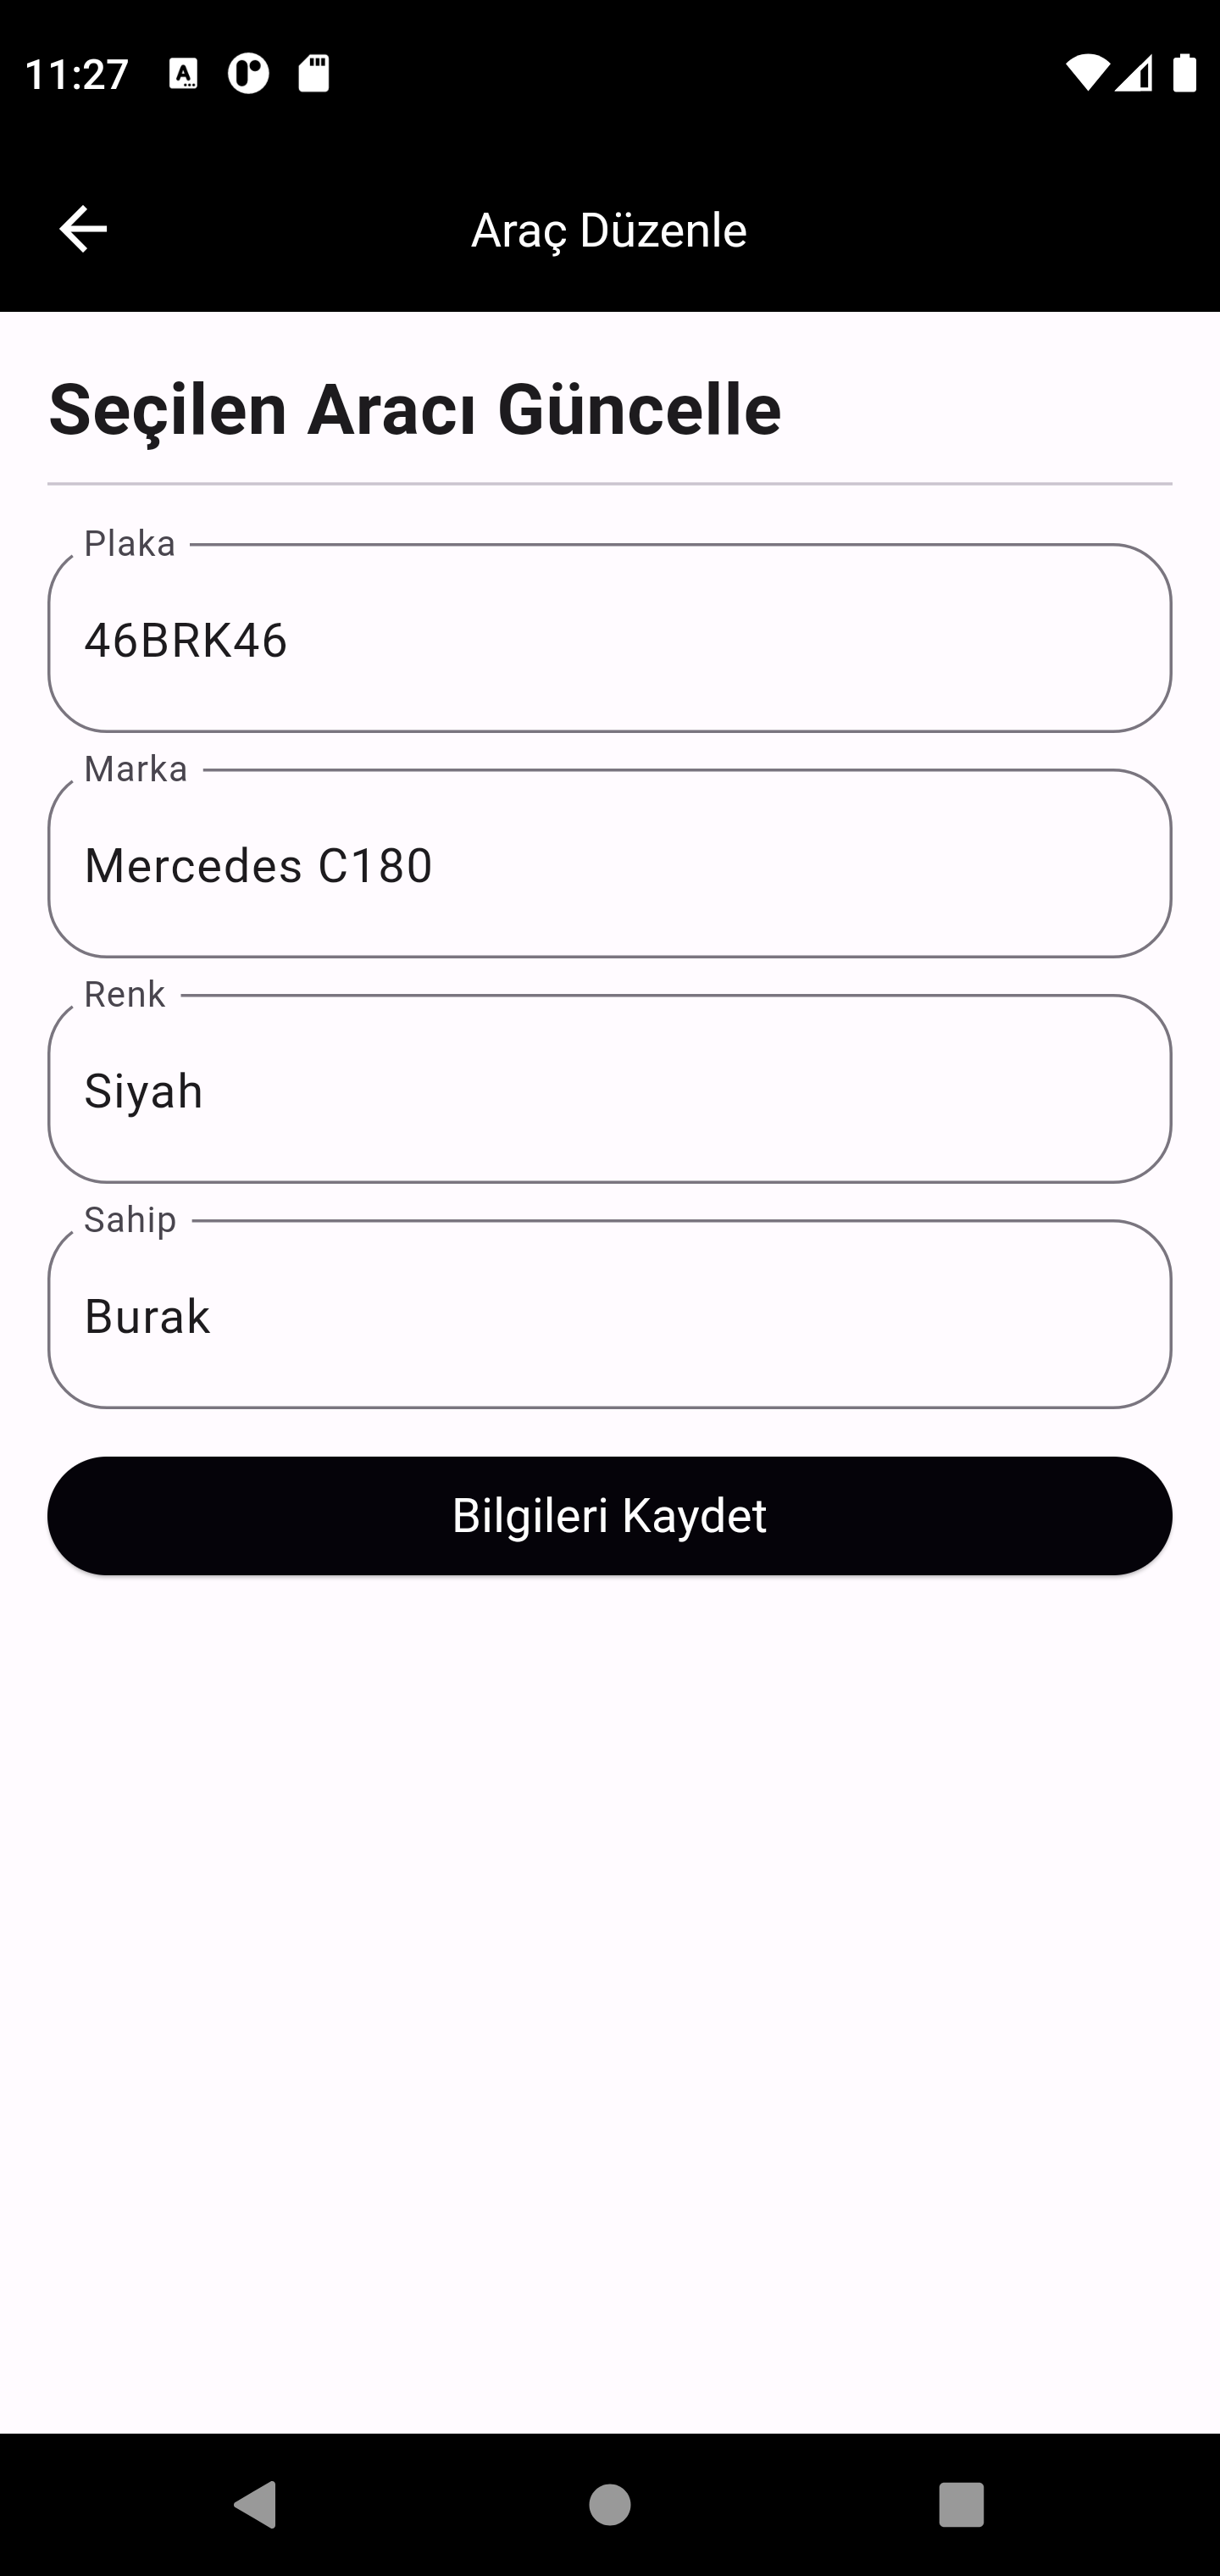 11:27
Araç Düzenle
Seçilen Aracı Güncelle
Plaka
46BRK46
Marka
Mercedes C180
Renk
Siyah
Sahip
Burak
Bilgileri Kaydet